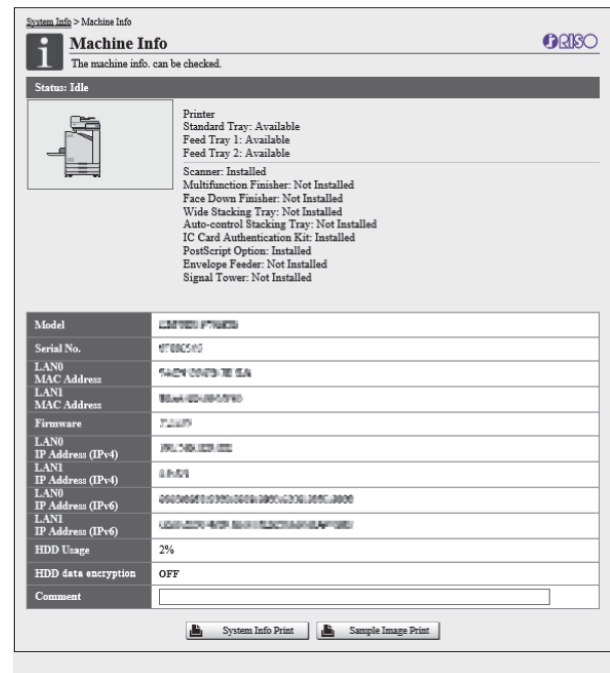 System Info > Machine Info
i
Machine Info
RISO
The machine info. can be checked.
Status: Idle
Printer
Standard Tray: Available
Feed Tray 1: Available
Feed Tray 2: Available
Scanner: Installed
Multifunction Finisher: Not Installed
Face Down Finisher: Not Installed
Wide Stacking Tray: Not Installed
Auto-control Stacking Tray: Not Installed
IC Card Authentication Kit: Installed
PostScript Option: Installed
Envelope Feeder: Not Installed
Signal Tower: Not Installed
Model
Serial No.
LAN0
MAC Address
LAN1
MAC Address
Firmware
LAN0
IP Address (IPv4)
LAN1
IP Address (IPv4)
LAN0
IP Address (IPv6)
LAN1
IP Address (IPv6)
HDD Usage 2%
HDD data encryption OFF
Comment
System Info Print Sample Image Print